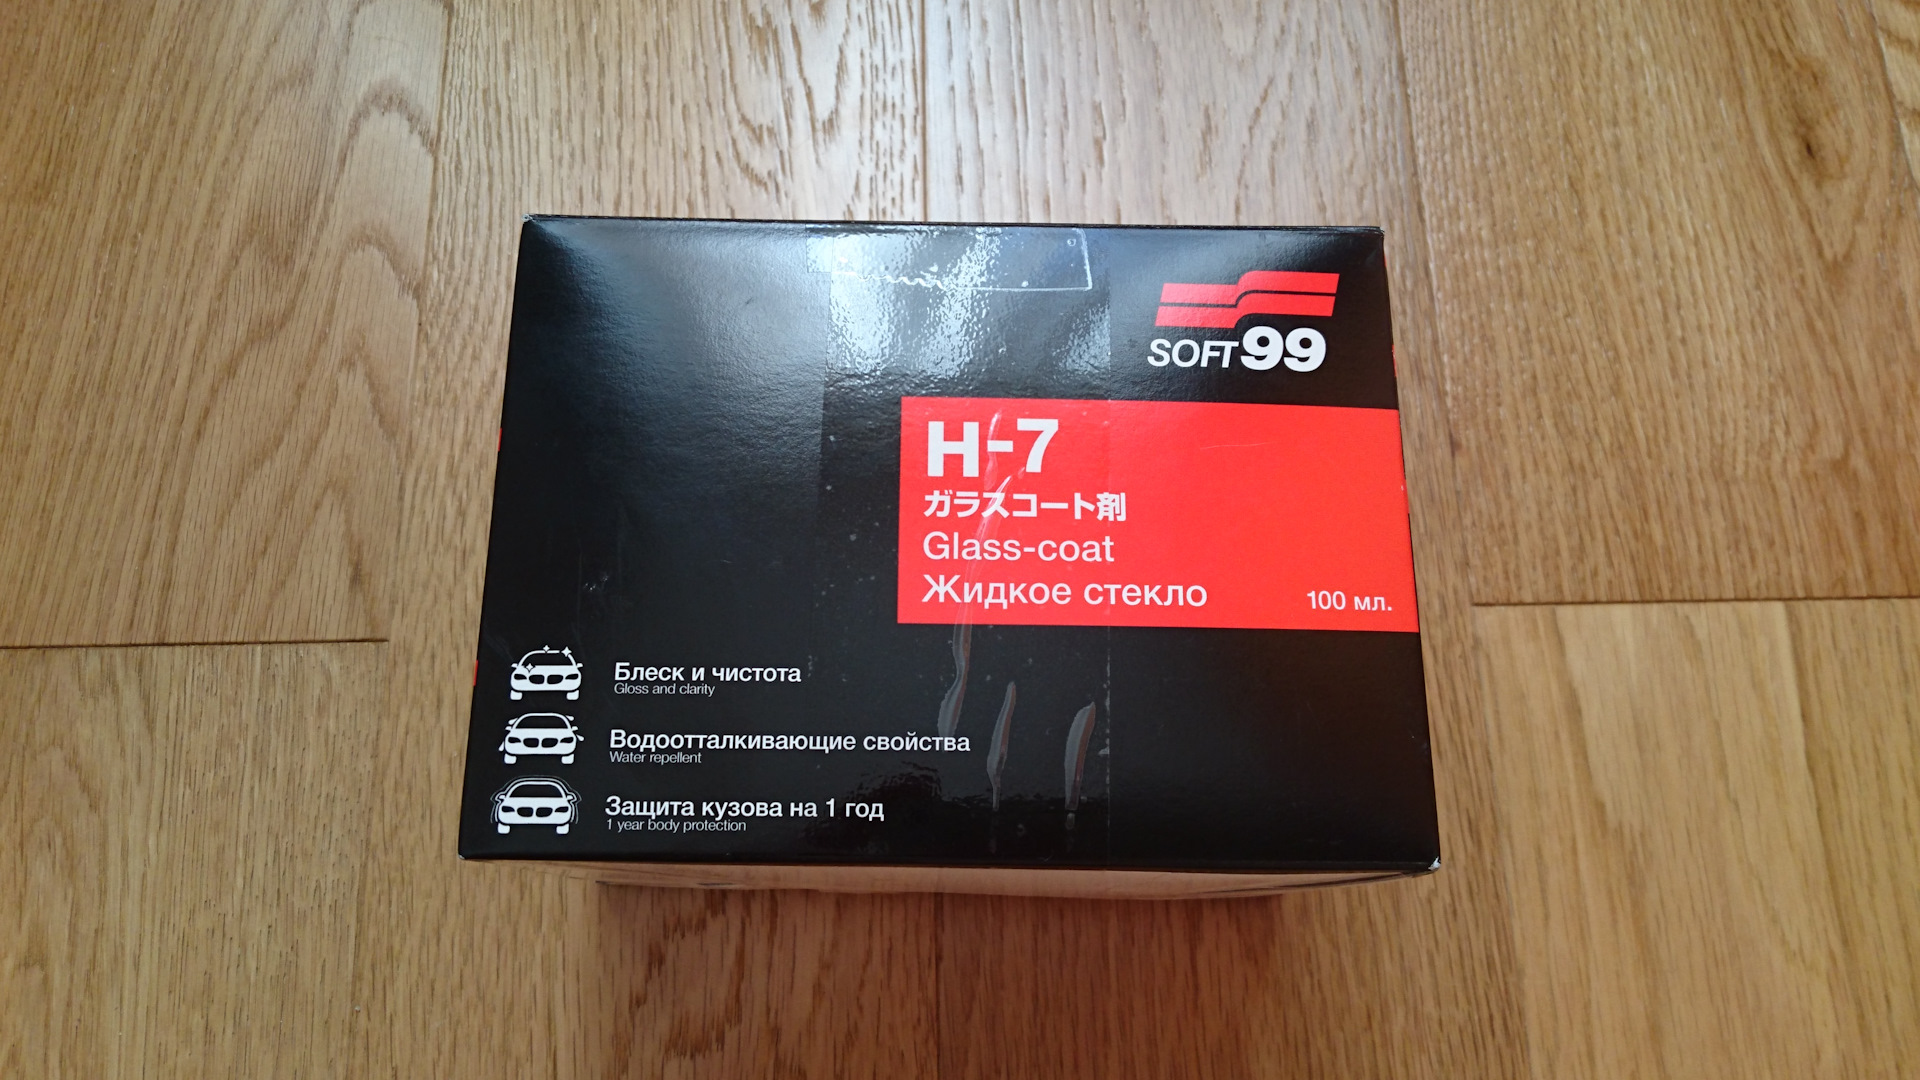 SOFT99
H-7
ガラスコート剤
Glass-coat
Жидкое стекло
100 мл.
Блеск и чистота
Gloss and clarity
Водоотталкивающие свойства
Water repellent
Защита кузова на 1 год
1 year body protection